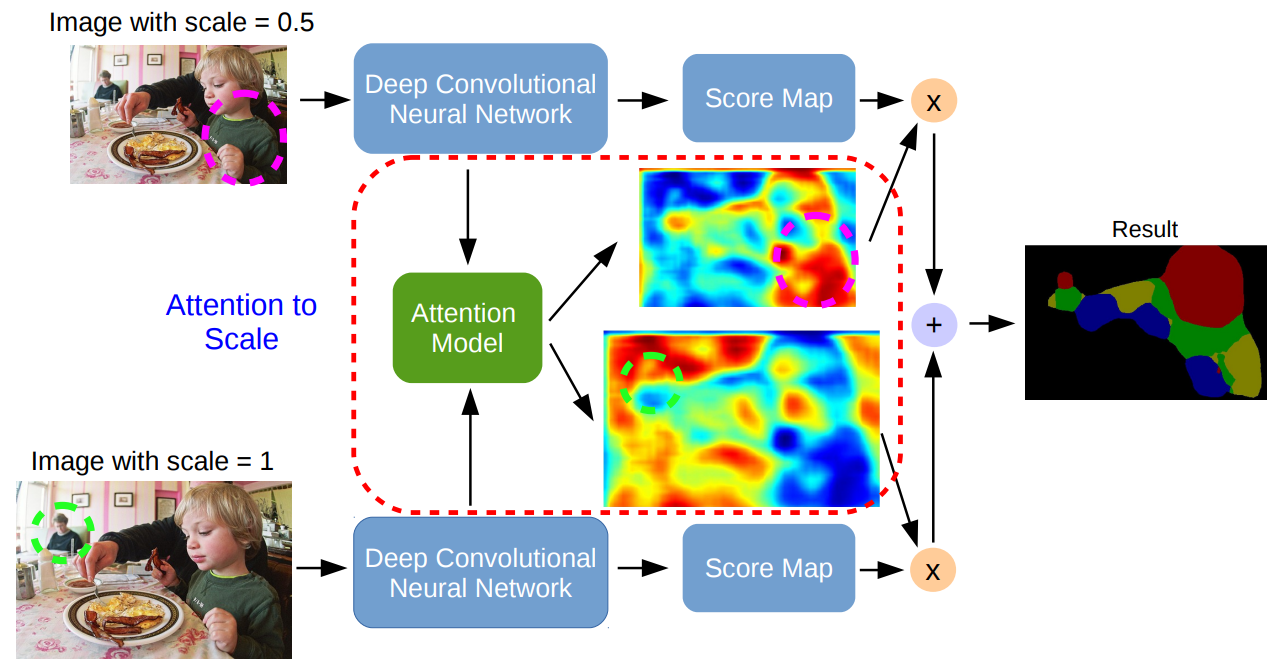 Image with scale = 0.5
Deep Convolutional
Neural Network
Score Map
x
Result
Attention to
Scale
Attention
Model
+
Image with scale = 1
Deep Convolutional
Neural Network
Score Map
x